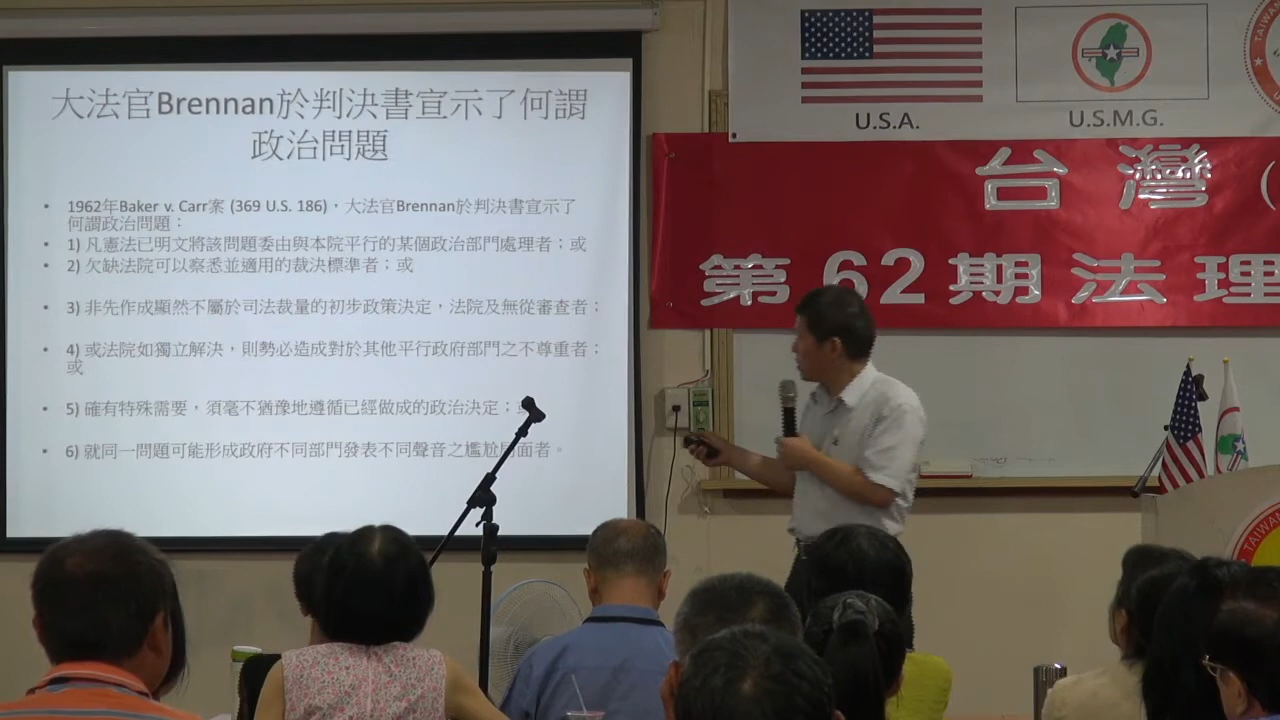 大法官Brennan於判決書宣示了何謂
政治問題
• 1962年Baker v. Carr案 (369 U.S. 186)，大法官Brennan於判決書宣示了
何謂政治問題：
• 1) 凡憲法已明文將該問題委由與本院平行的某個政治部門處理者；或
• 2) 欠缺法院可以察悉並適用的裁決標準者；或
• 3) 非先作成顯然不屬於司法裁量的初步政策決定，法院及無從審查者；
• 4) 或法院如獨立解決，則勢必造成對於其他平行政府部門之不尊重者；
或
• 5) 確有特殊需要，須毫不猶豫地遵循已經做成的政治決定；或
• 6) 就同一問題可能形成政府不同部門發表不同聲音之尷尬局面者。
U.S.A.
U.S.M.G.
TAIWAN
台灣(
第62期法理
TAIWAN